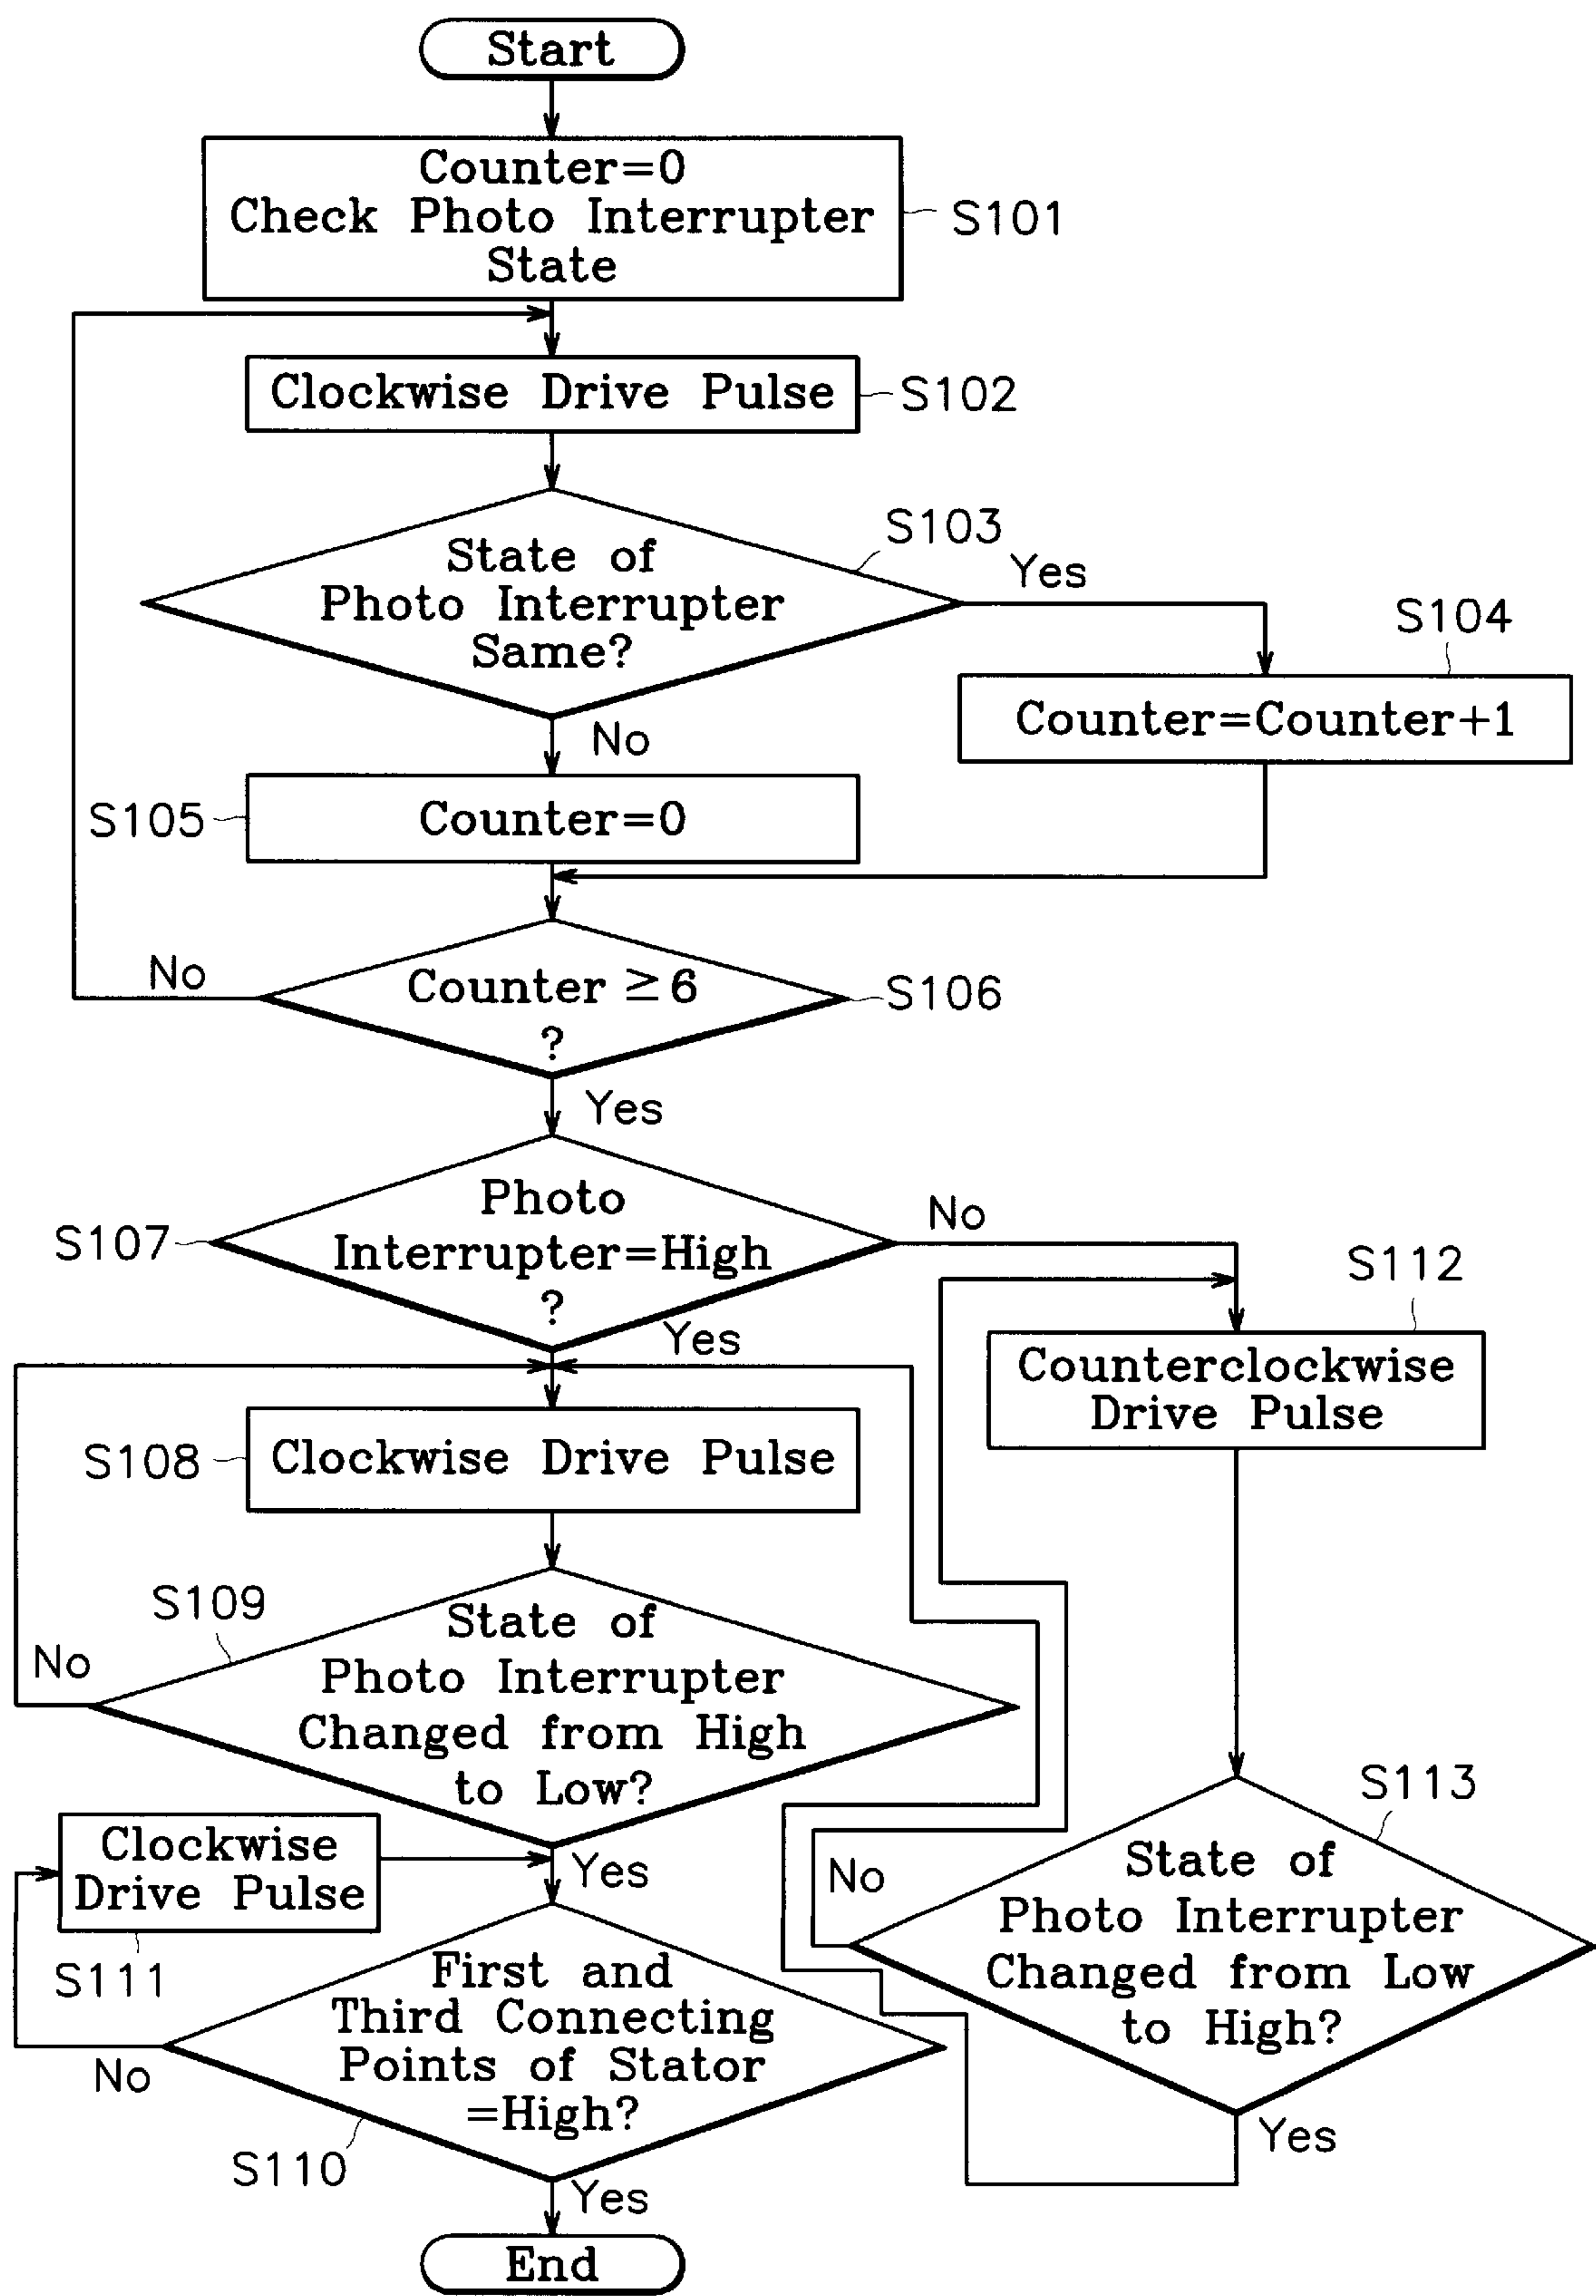 Start
Counter=0
Check Photo Interrupter
State
S101
Clockwise Drive Pulse
S102
S103
State of
Photo Interrupter
Same?
Yes
S104
Counter=Counter+1
No
S105
Counter=0
No
Counter ≥6
?
S106
Yes
S107
Photo
Interrupter=High
?
No
Yes
S112
Counterclockwise
Drive Pulse
S108
Clockwise Drive Pulse
S109
No
State of
Photo Interrupter
Changed from High
to Low?
Yes
S113
No
State of
Photo Interrupter
Changed from Low
to High?
Yes
Clockwise
Drive Pulse
S111
First and
Third Connecting
Points of Stator
=High?
No
S110
Yes
End